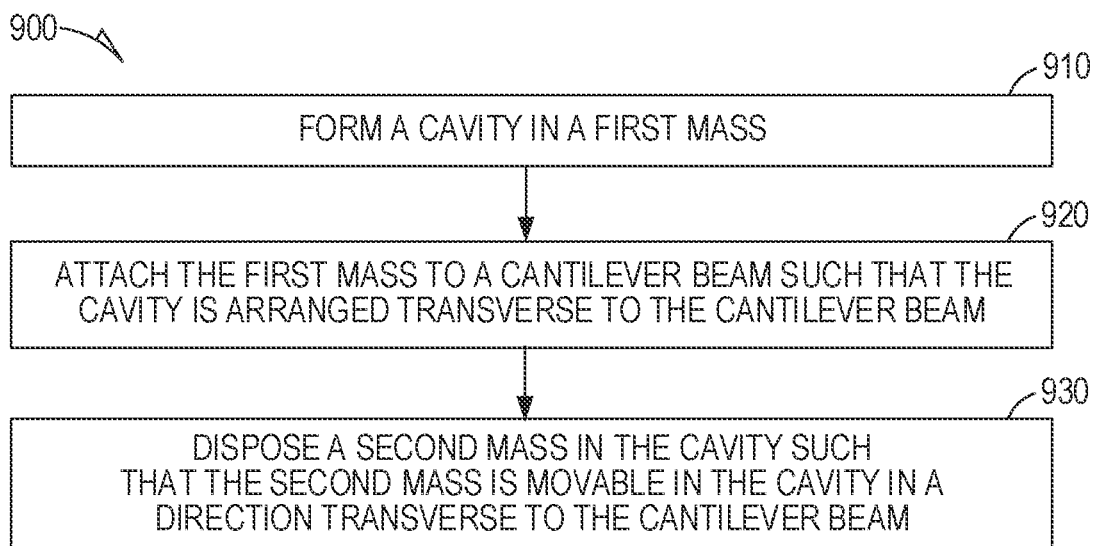 900
910
FORM A CAVITY IN A FIRST MASS
920
ATTACH THE FIRST MASS TO A CANTILEVER BEAM SUCH THAT THE
CAVITY IS ARRANGED TRANSVERSE TO THE CANTILEVER BEAM
930
DISPOSE A SECOND MASS IN THE CAVITY SUCH
THAT THE SECOND MASS IS MOVABLE IN THE CAVITY IN A
DIRECTION TRANSVERSE TO THE CANTILEVER BEAM